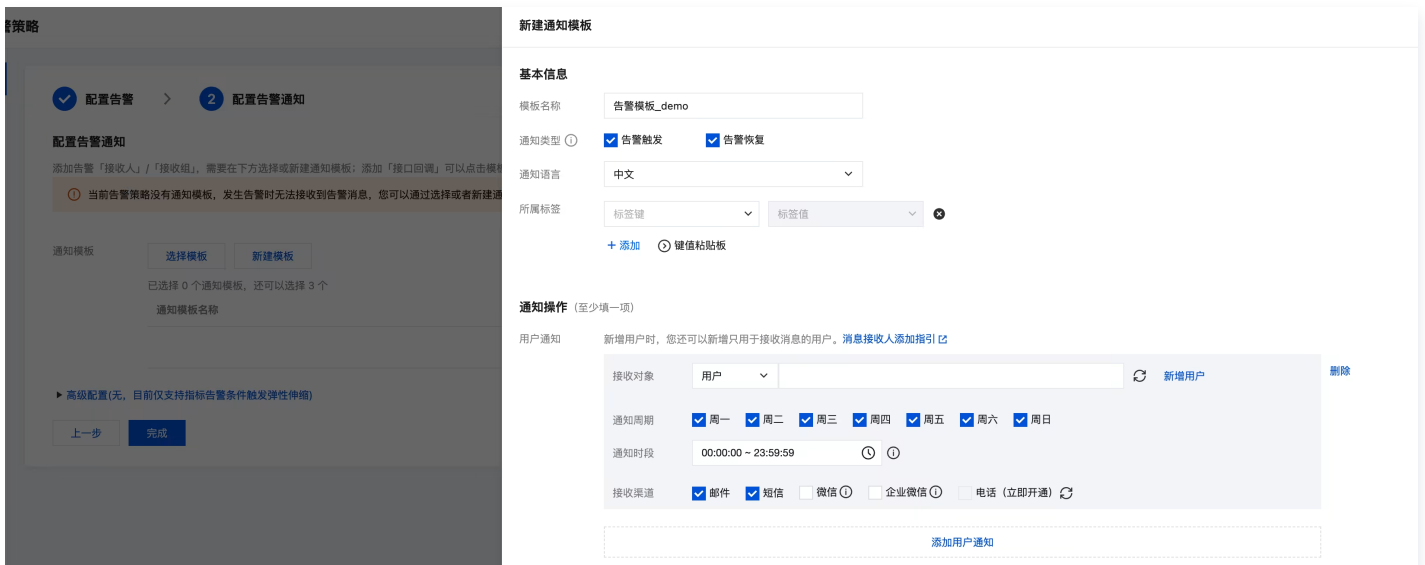 警策略
配置告警
2 配置告警通知
配置告警通知
添加告警「接收人」/「接收组」，需要在下方选择或新建通知模板；添加「接口回调」可以点击模
当前告警策略没有通知模板，发生告警时无法接收到告警消息，您可以通过选择或者新建通
通知模板
选择模板
新建模板
已选择 0 个通知模板，还可以选择 3 个
通知模板名称
高级配置(无，目前仅支持指标告警条件触发弹性伸缩)
上一步
完成
新建通知模板
基本信息
模板名称 告警模板_demo
通知类型 告警触发 告警恢复
通知语言 中文
所属标签 标签键 标签值
+ 添加 键值粘贴板
通知操作 (至少填一项)
用户通知 新增用户时，您还可以新增只用于接收消息的用户。消息接收人添加指引
接收对象 用户 新增用户 删除
通知周期 周一 周二 周三 周四 周五 周六 周日
通知时段 00:00:00 ~ 23:59:59
接收渠道 邮件 短信 微信 企业微信 电话（立即开通）
添加用户通知